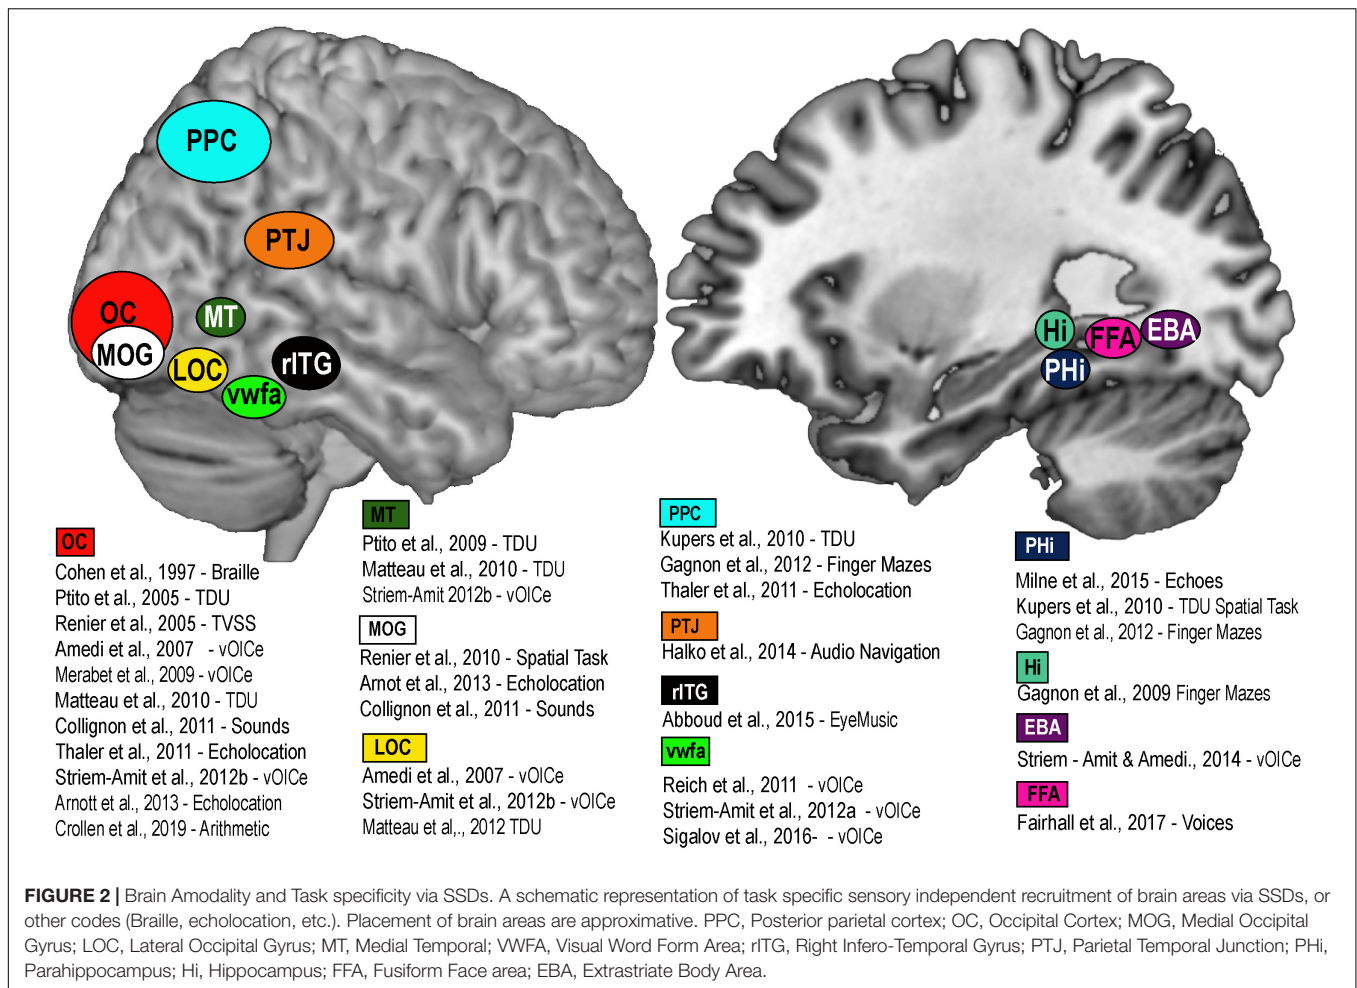 PPC
PTJ
OC
MT
MOG
LOC
rITG
vwfa
Hi
FFA
EBA
PHi
OC
Cohen et al., 1997 - Braille
Ptito et al., 2005 - TDU
Renier et al., 2005 - TVSS
Amedi et al., 2007 - vOICe
Merabet et al., 2009 - vOICe
Matteau et al., 2010 - TDU
Collignon et al., 2011 - Sounds
Thaler et al., 2011 - Echolocation
Striem-Amit et al., 2012b - vOICe
Arnott et al., 2013 - Echolocation
Crollen et al., 2019 - Arithmetic
MT
Ptito et al., 2009 - TDU
Matteau et al., 2010 - TDU
Striem-Amit 2012b - vOICe
MOG
Renier et al., 2010 - Spatial Task
Arnot et al., 2013 - Echolocation
Collignon et al., 2011 - Sounds
LOC
Amedi et al., 2007 - vOICe
Striem-Amit et al., 2012b - vOICe
Matteau et al,., 2012 TDU
PPC
Kupers et al., 2010 - TDU
Gagnon et al., 2012 - Finger Mazes
Thaler et al., 2011 - Echolocation
PTJ
Halko et al., 2014 - Audio Navigation
rITG
Abboud et al., 2015 - EyeMusic
vwfa
Reich et al., 2011 - vOICe
Striem-Amit et al., 2012a - vOICe
Sigalov et al., 2016- - vOICe
PHi
Milne et al., 2015 - Echoes
Kupers et al., 2010 - TDU Spatial Task
Gagnon et al., 2012 - Finger Mazes
Hi
Gagnon et al., 2009 Finger Mazes
EBA
Striem - Amit & Amedi., 2014 - vOICe
FFA
Fairhall et al., 2017 - Voices
FIGURE 2 | Brain Amodality and Task specificity via SSDs. A schematic representation of task specific sensory independent recruitment of brain areas via SSDs, or
other codes (Braille, echolocation, etc.). Placement of brain areas are approximative. PPC, Posterior parietal cortex; OC, Occipital Cortex; MOG, Medial Occipital
Gyrus; LOC, Lateral Occipital Gyrus; MT, Medial Temporal; VWFA, Visual Word Form Area; rITG, Right Infero-Temporal Gyrus; PTJ, Parietal Temporal Junction; PHi,
Parahippocampus; Hi, Hippocampus; FFA, Fusiform Face area; EBA, Extrastriate Body Area.